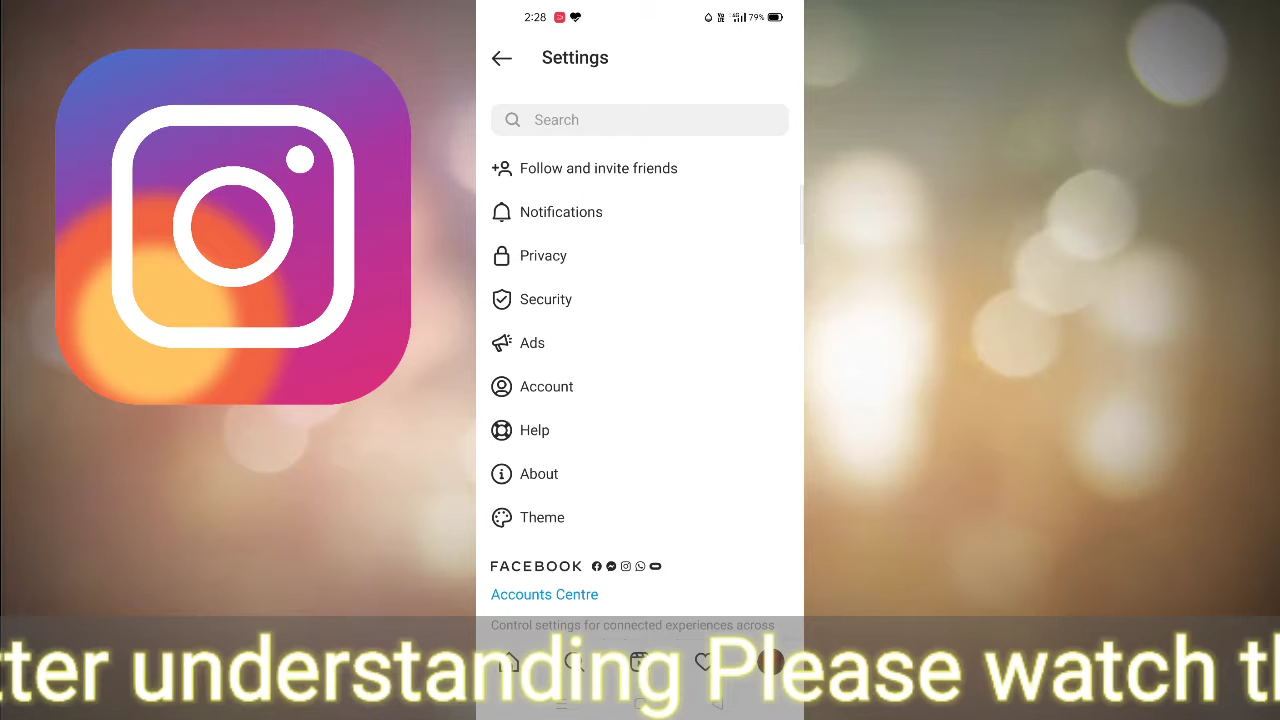 2:28
79%
Settings
Search
Follow and invite friends
Notifications
Privacy
Security
Ads
Account
Help
About
Theme
FACEBOOK
Accounts Centre
Control settings for connected experiences across
tter understanding Please watch th